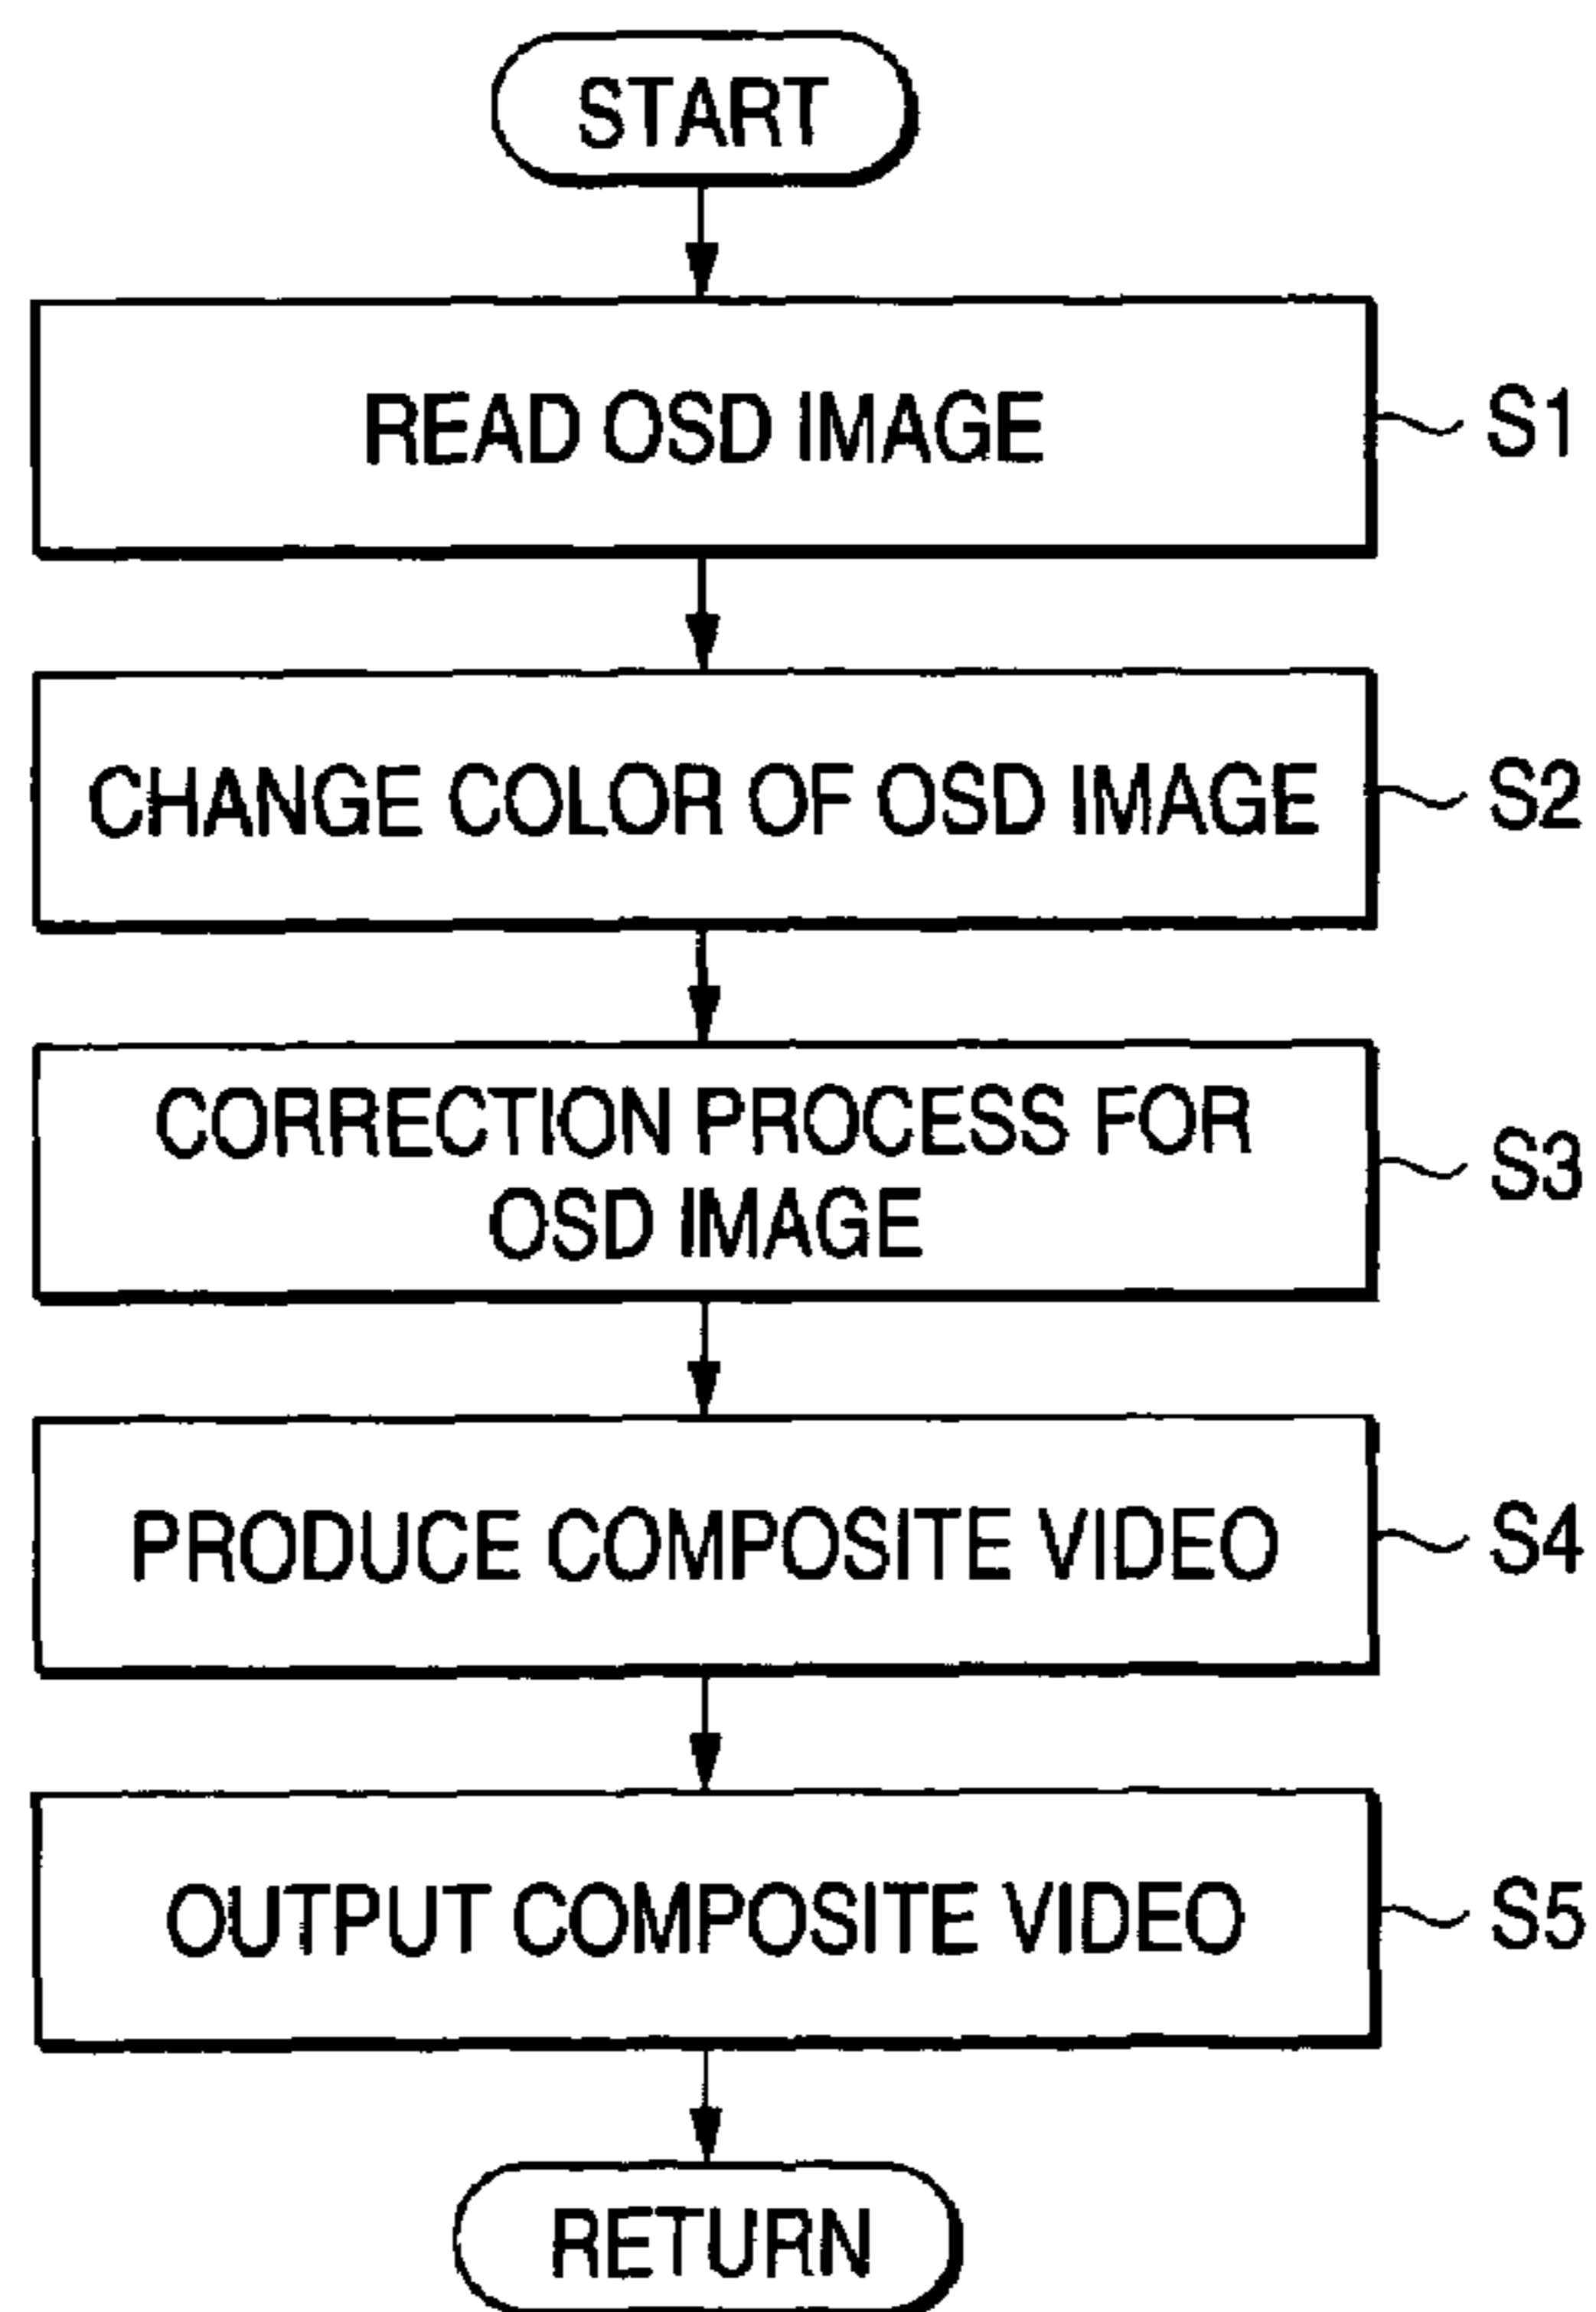 START
READ OSD IMAGE
S1
CHANGE COLOR OF OSD IMAGE
S2
CORRECTION PROCESS FOR
OSD IMAGE
S3
PRODUCE COMPOSITE VIDEO
S4
OUTPUT COMPOSITE VIDEO
S5
RETURN